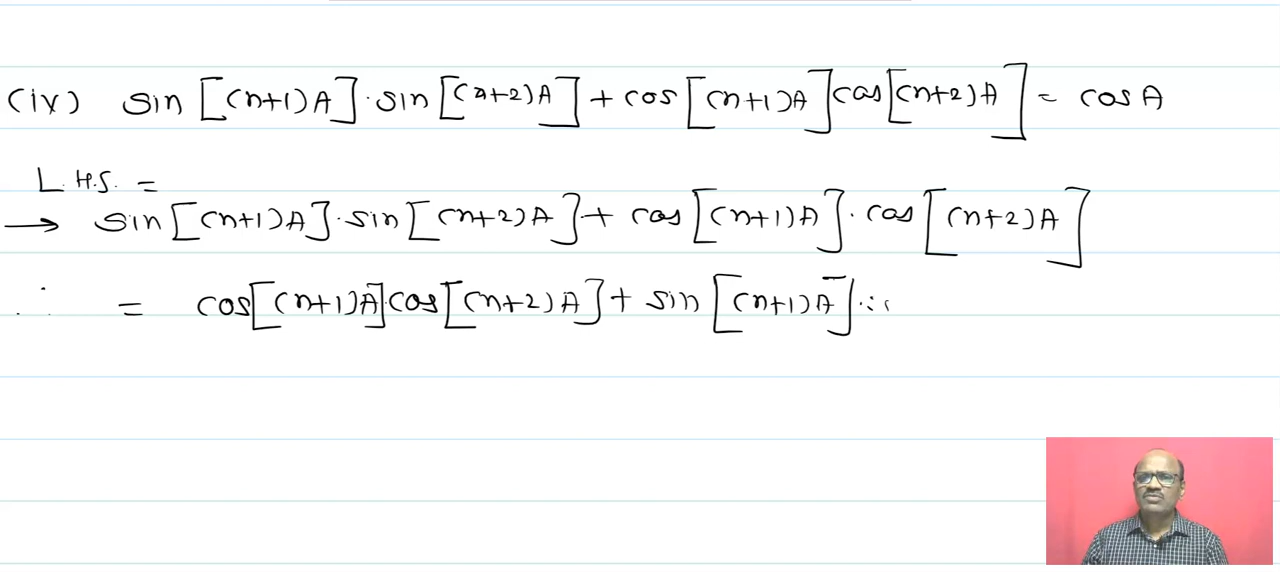 (iv) sin [(n+1)A]·sin [(n+2)A] + cos [(n+1)A] cos [(n+2)A] = cos A
L.H.S. =
→ sin [(n+1)A]·sin [(n+2)A] + cos [(n+1)A]·cos [(n+2)A]
∴ = cos [(n+1)A] cos [(n+2)A] + sin [(n+1)A]·